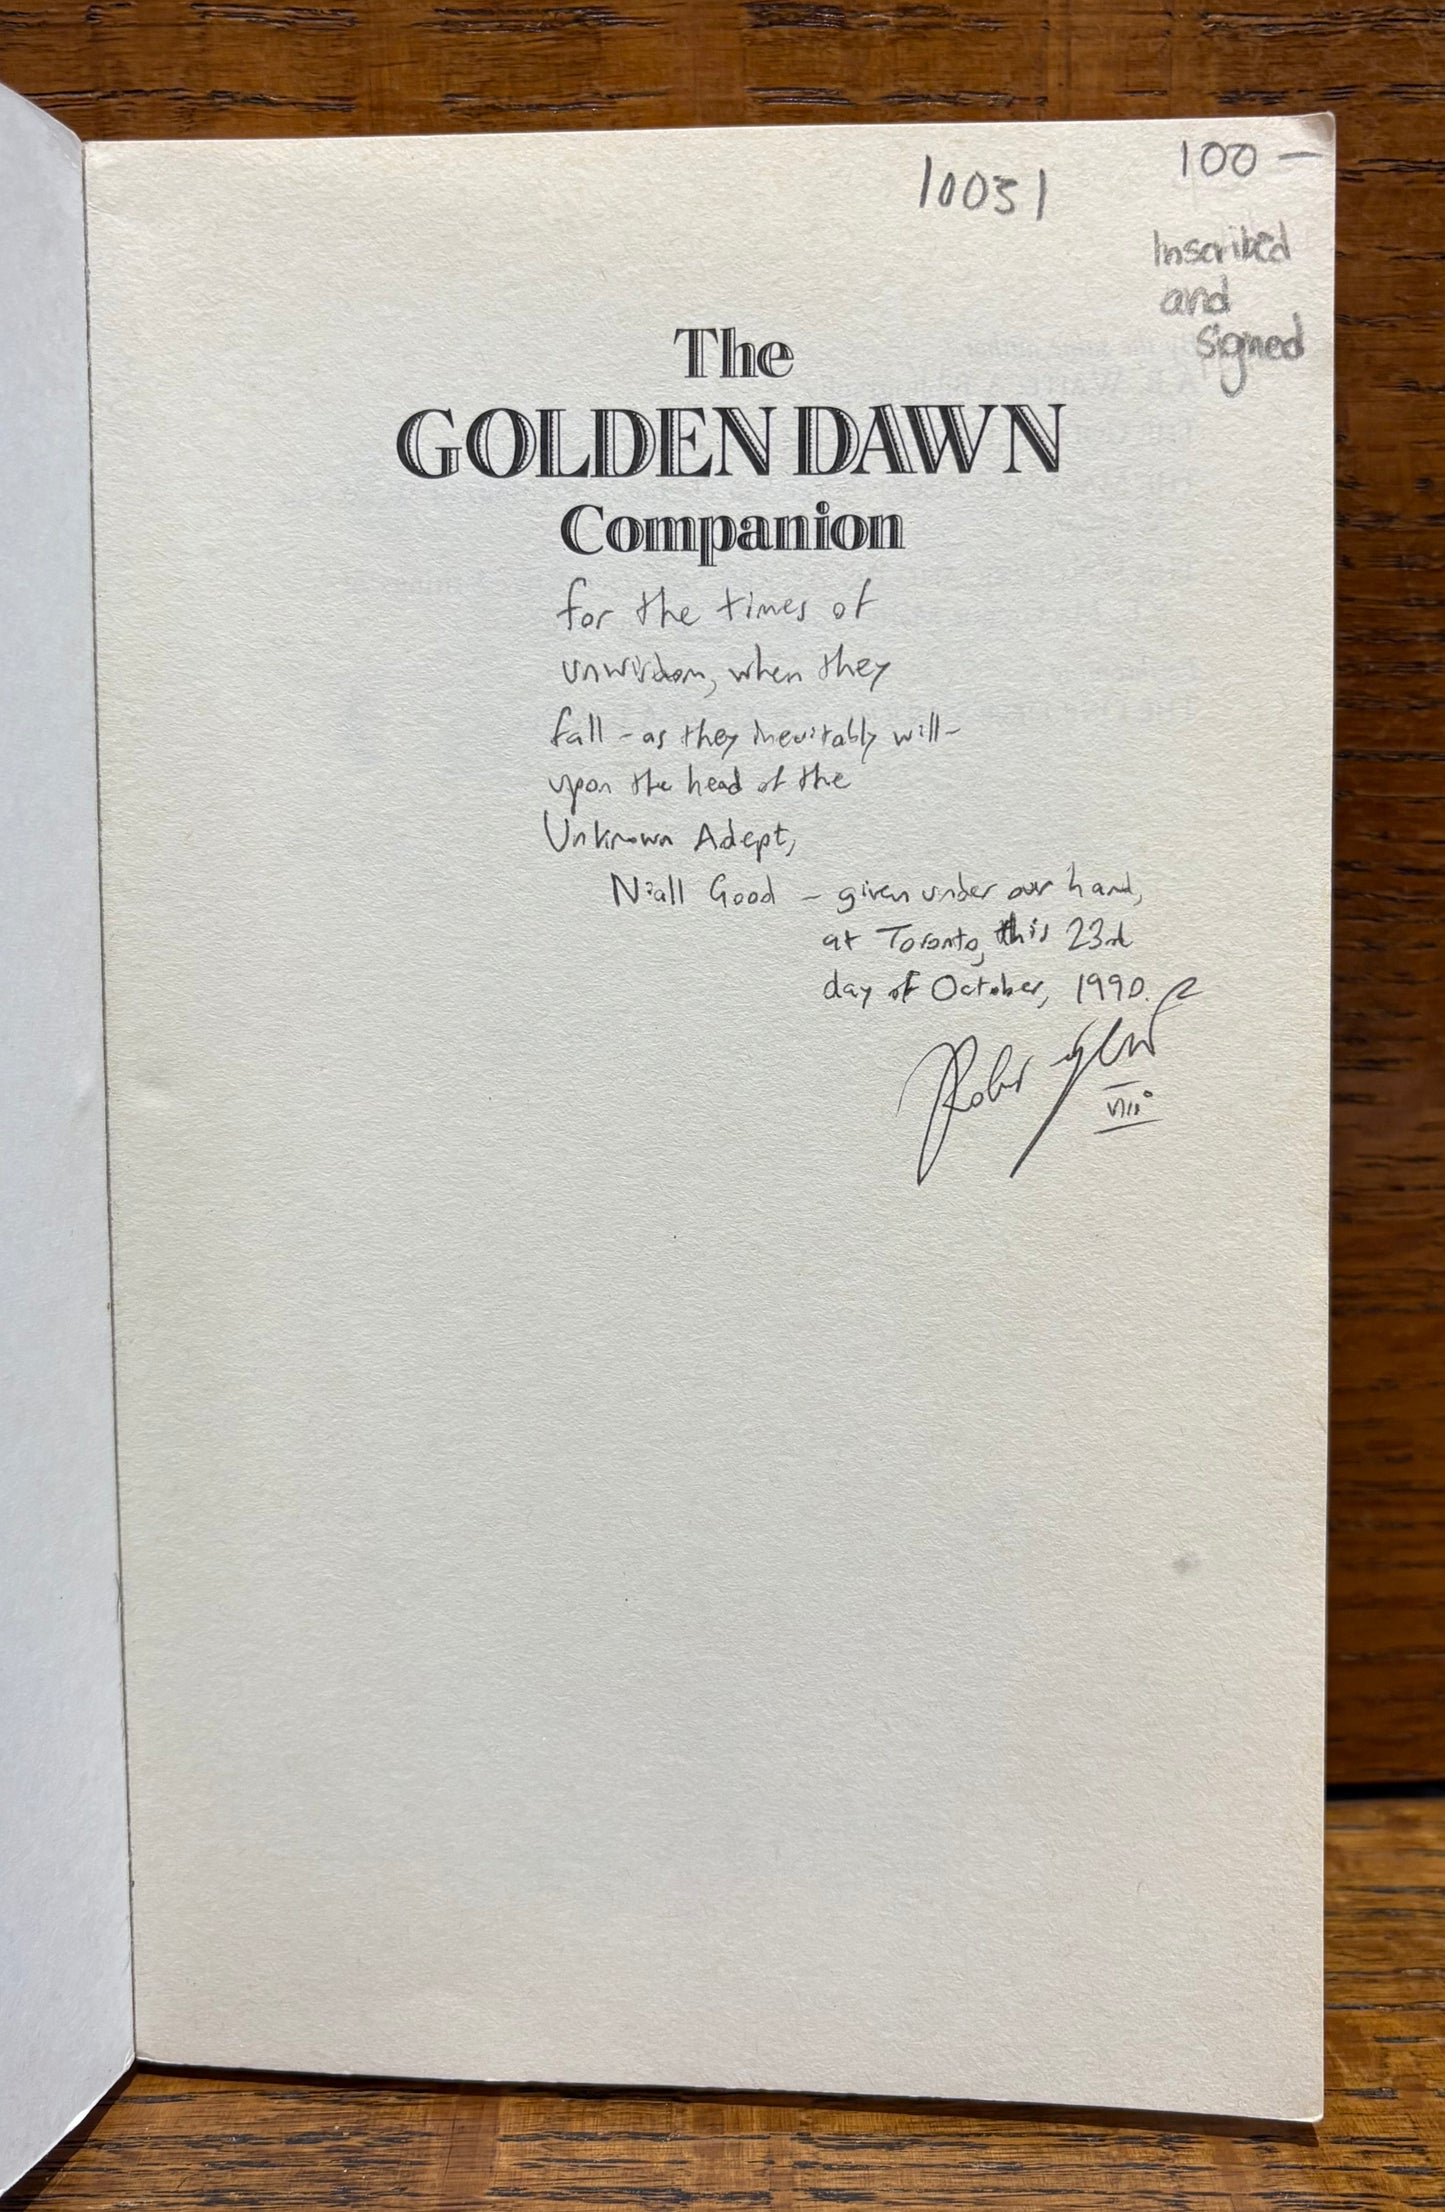 10031
100 —
Inscribed
and
signed
The
GOLDEN DAWN
Companion
for the times of
unwisdom, when they
fall – as they inevitably will –
upon the head of the
Unknown Adept,
Niall Good – given under our hand,
at Toronto, this 23rd
day of October, 1990.
VIIº